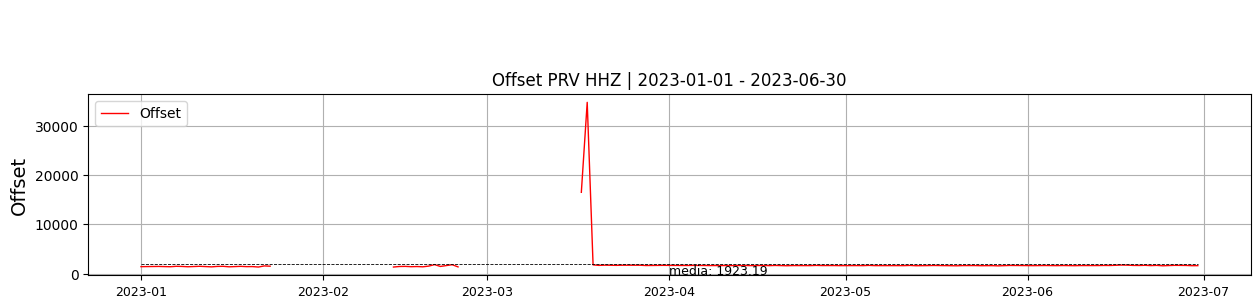 Offset PRV HHZ | 2023-01-01 - 2023-06-30
Offset
30000
20000
10000
0
Offset
media: 1923.19
2023-01 2023-02 2023-03 2023-04 2023-05 2023-06 2023-07